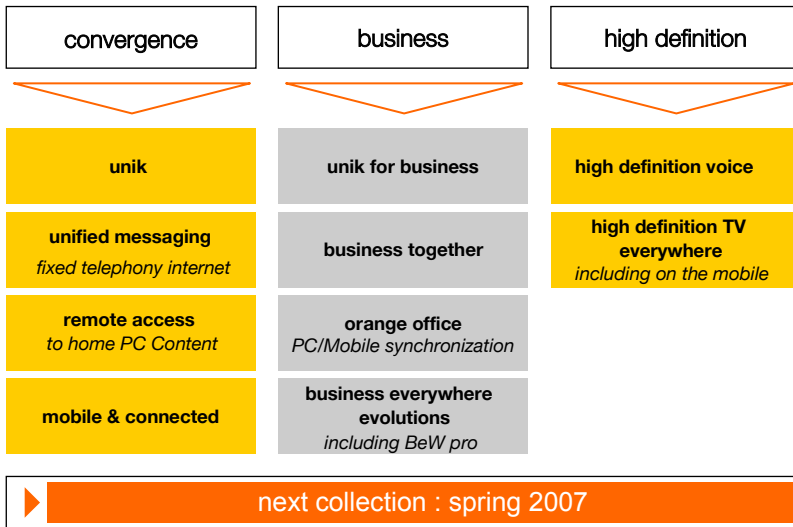 convergence
business
high definition
unik
unified messaging
fixed telephony internet
remote access
to home PC Content
mobile & connected
unik for business
business together
orange office
PC/Mobile synchronization
business everywhere
evolutions
including BeW pro
high definition voice
high definition TV
everywhere
including on the mobile
next collection : spring 2007